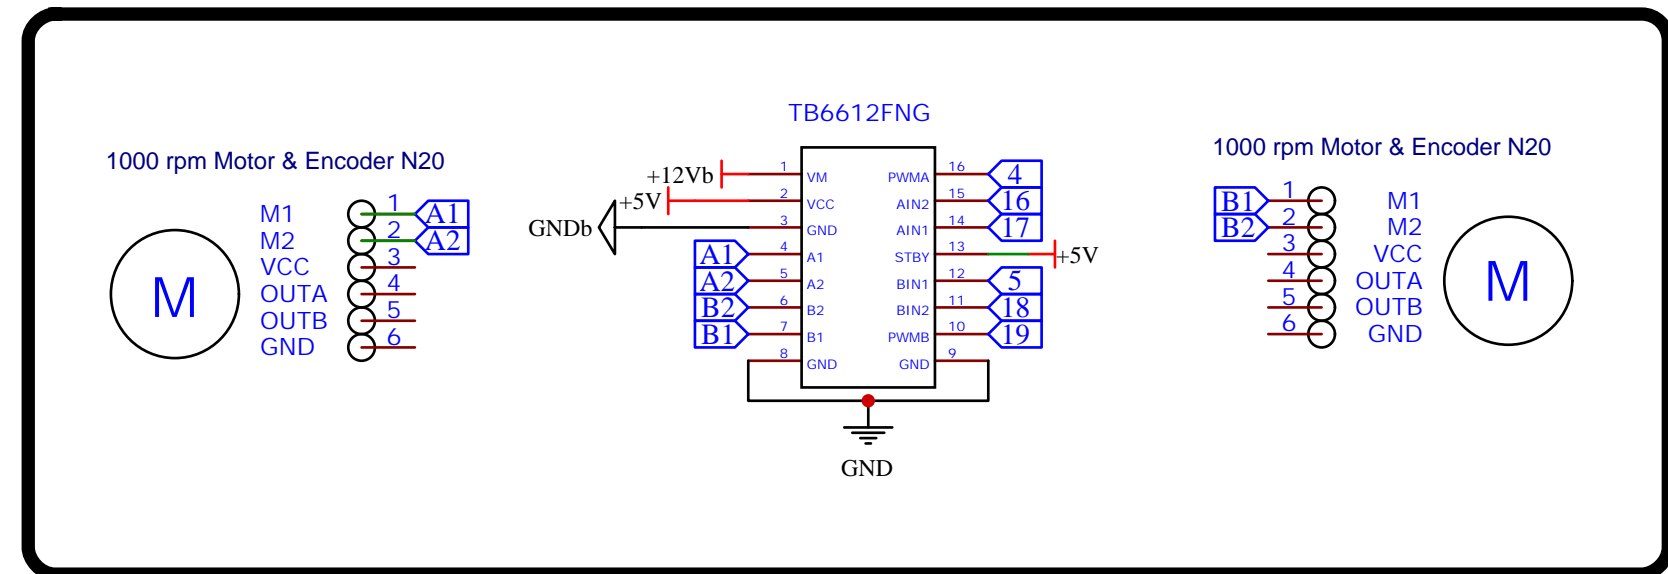 TB6612FNG
1000 rpm Motor & Encoder N20
M
M1 1 A1
M2 2 A2
VCC 3
OUTA 4
OUTB 5
GND 6
+12Vb 1 VM
+5V 2 VCC
GNDb 3 GND
A1 4 A1
A2 5 A2
B2 6 B2
B1 7 B1
8 GND
PWMA 16 4
AIN2 15 16
AIN1 14 17
STBY 13 +5V
BIN1 12 5
BIN2 11 18
PWMB 10 19
GND 9
GND
1000 rpm Motor & Encoder N20
B1 1 M1
B2 2 M2
3 VCC
4 OUTA
5 OUTB
6 GND
M